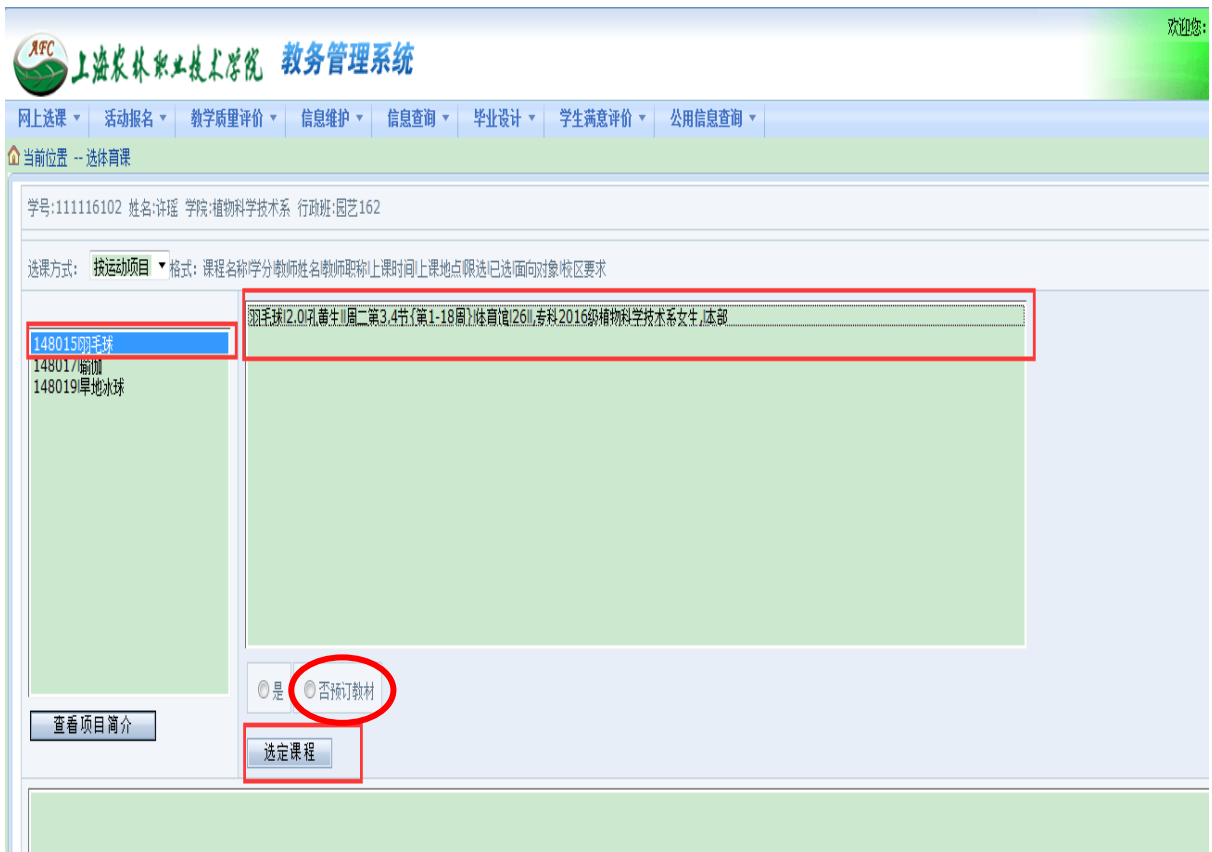 欢迎您:
AFC 上海农林职业技术学院 教务管理系统
网上选课 活动报名 教学质量评价 信息维护 信息查询 毕业设计 学生满意评价 公用信息查询
当前位置 -- 选体育课
学号:111116102 姓名:许瑶 学院:植物科学技术系 行政班:园艺162
选课方式: 按运动项目 格式: 课程名称|学分|教师姓名|教师职称|上课时间|上课地点|限选|已选|面向对象|校区要求
羽毛球|2.0|孔黄生||周二第3,4节{第1-18周}|体育馆|26||,专科2016级植物科学技术系女生,|本部
148015|羽毛球
148017|瑜伽
148019|旱地冰球
是 否预订教材
查看项目简介
选定课程